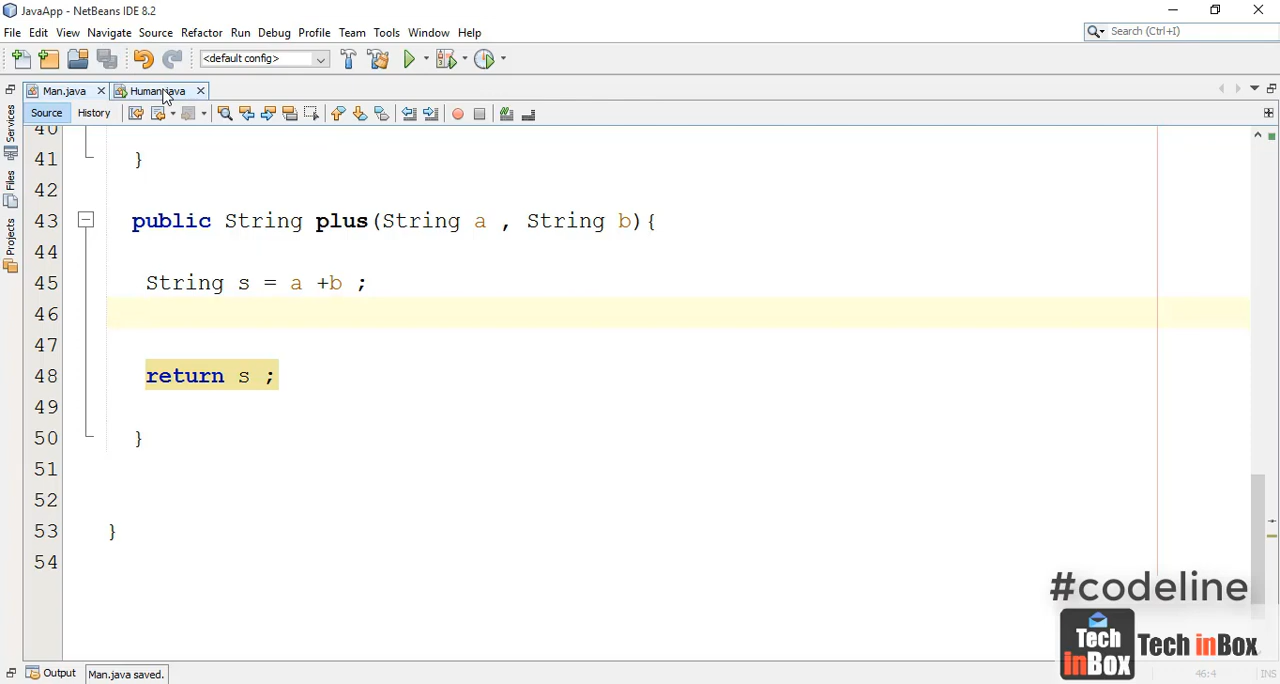 JavaApp - NetBeans IDE 8.2
File Edit View Navigate Source Refactor Run Debug Profile Team Tools Window Help
Search (Ctrl+I)
<default config>
Man.java
Human.java
Source History
Services
Files
Projects
40
41 }
42
43 public String plus(String a , String b){
44
45 String s = a +b ;
46
47
48 return s ;
49
50 }
51
52
53 }
54
#codeline
Tech inBox
Tech inBox
Output Man.java saved.
46:4 INS